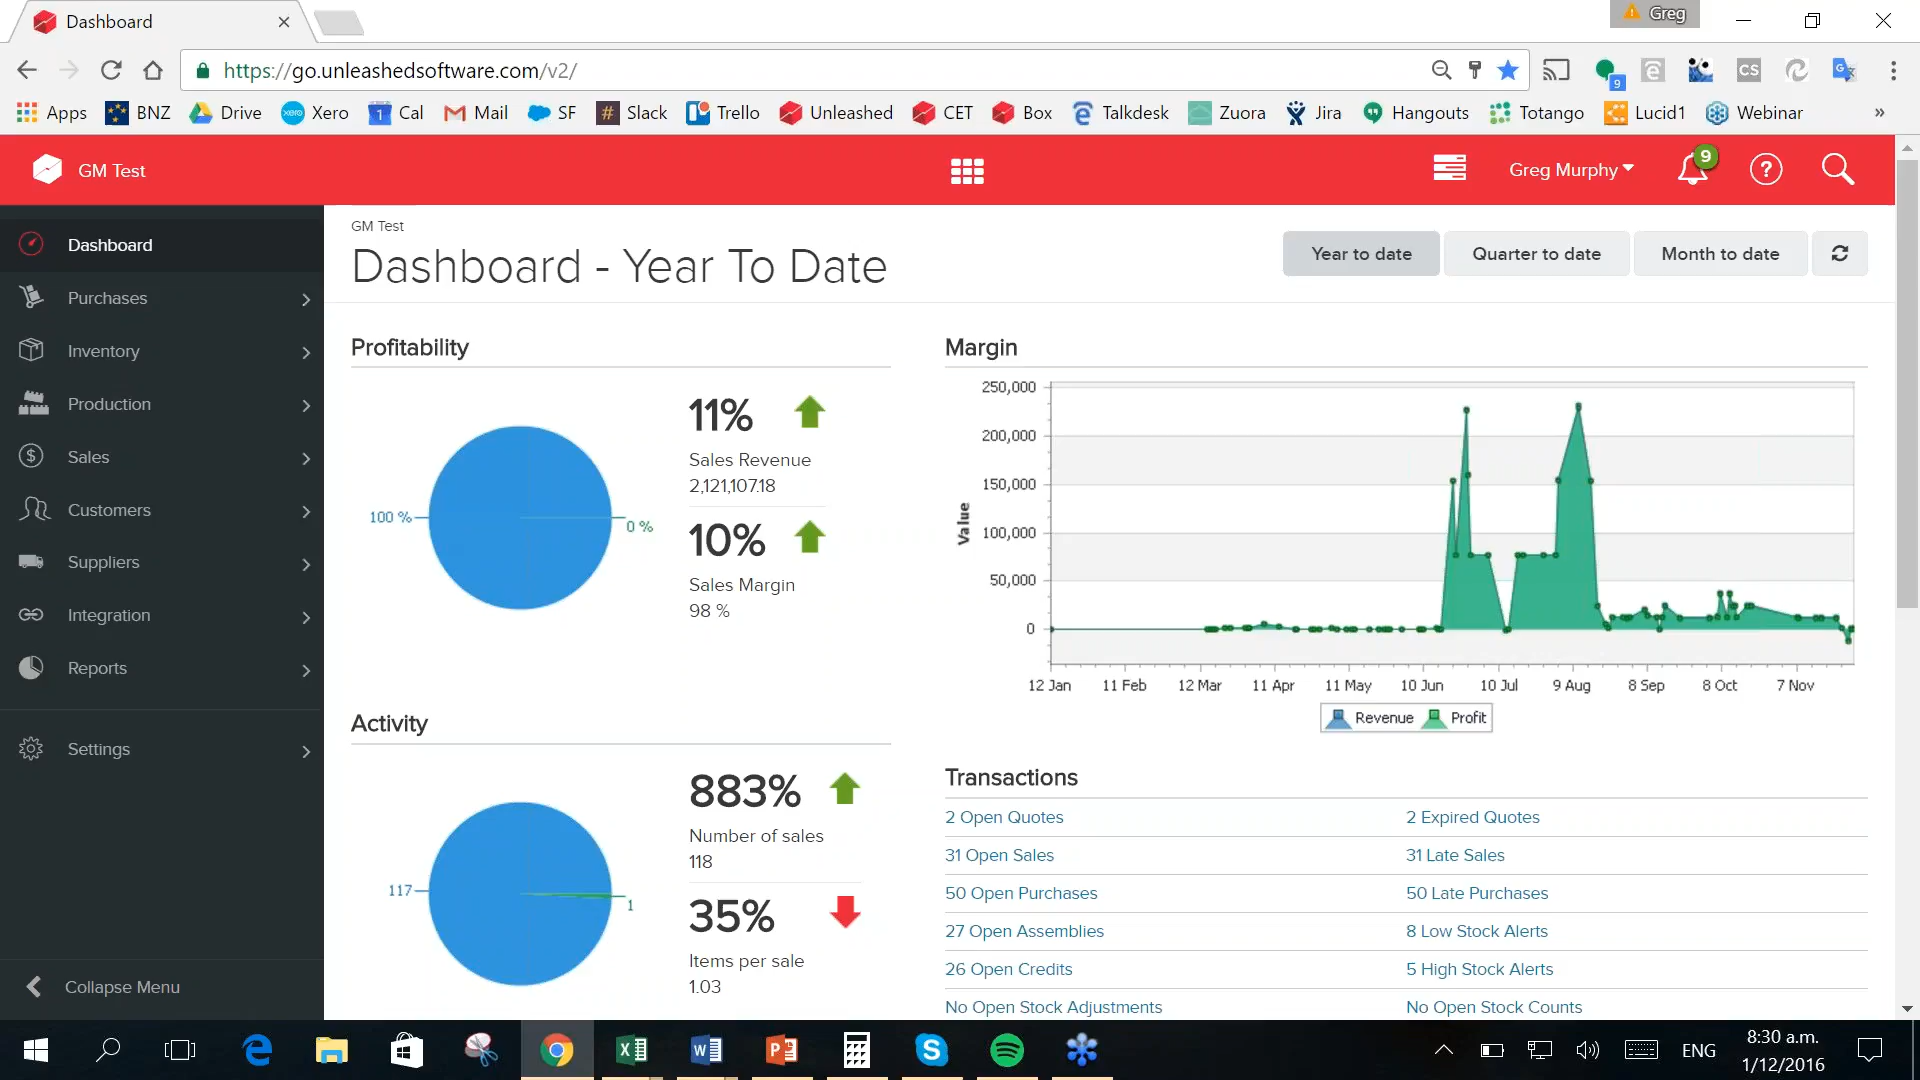 Dashboard
Greg
https://go.unleashedsoftware.com/v2/
9
CS
Apps BNZ Drive Xero Cal Mail SF Slack Trello Unleashed CET Box Talkdesk Zuora Jira Hangouts Totango Lucid1 Webinar »
GM Test
Greg Murphy
9
Dashboard
Purchases
Inventory
Production
Sales
Customers
Suppliers
Integration
Reports
Settings
Collapse Menu
GM Test
Dashboard - Year To Date
Year to date
Quarter to date
Month to date
Profitability
100 %
0 %
11%
Sales Revenue
2,121,107.18
10%
Sales Margin
98 %
Margin
Value
250,000
200,000
150,000
100,000
50,000
0
12 Jan 11 Feb 12 Mar 11 Apr 11 May 10 Jun 10 Jul 9 Aug 8 Sep 8 Oct 7 Nov
Revenue Profit
Activity
117
1
883%
Number of sales
118
35%
Items per sale
1.03
Transactions
2 Open Quotes 2 Expired Quotes
31 Open Sales 31 Late Sales
50 Open Purchases 50 Late Purchases
27 Open Assemblies 8 Low Stock Alerts
26 Open Credits 5 High Stock Alerts
No Open Stock Adjustments No Open Stock Counts
ENG
8:30 a.m.
1/12/2016